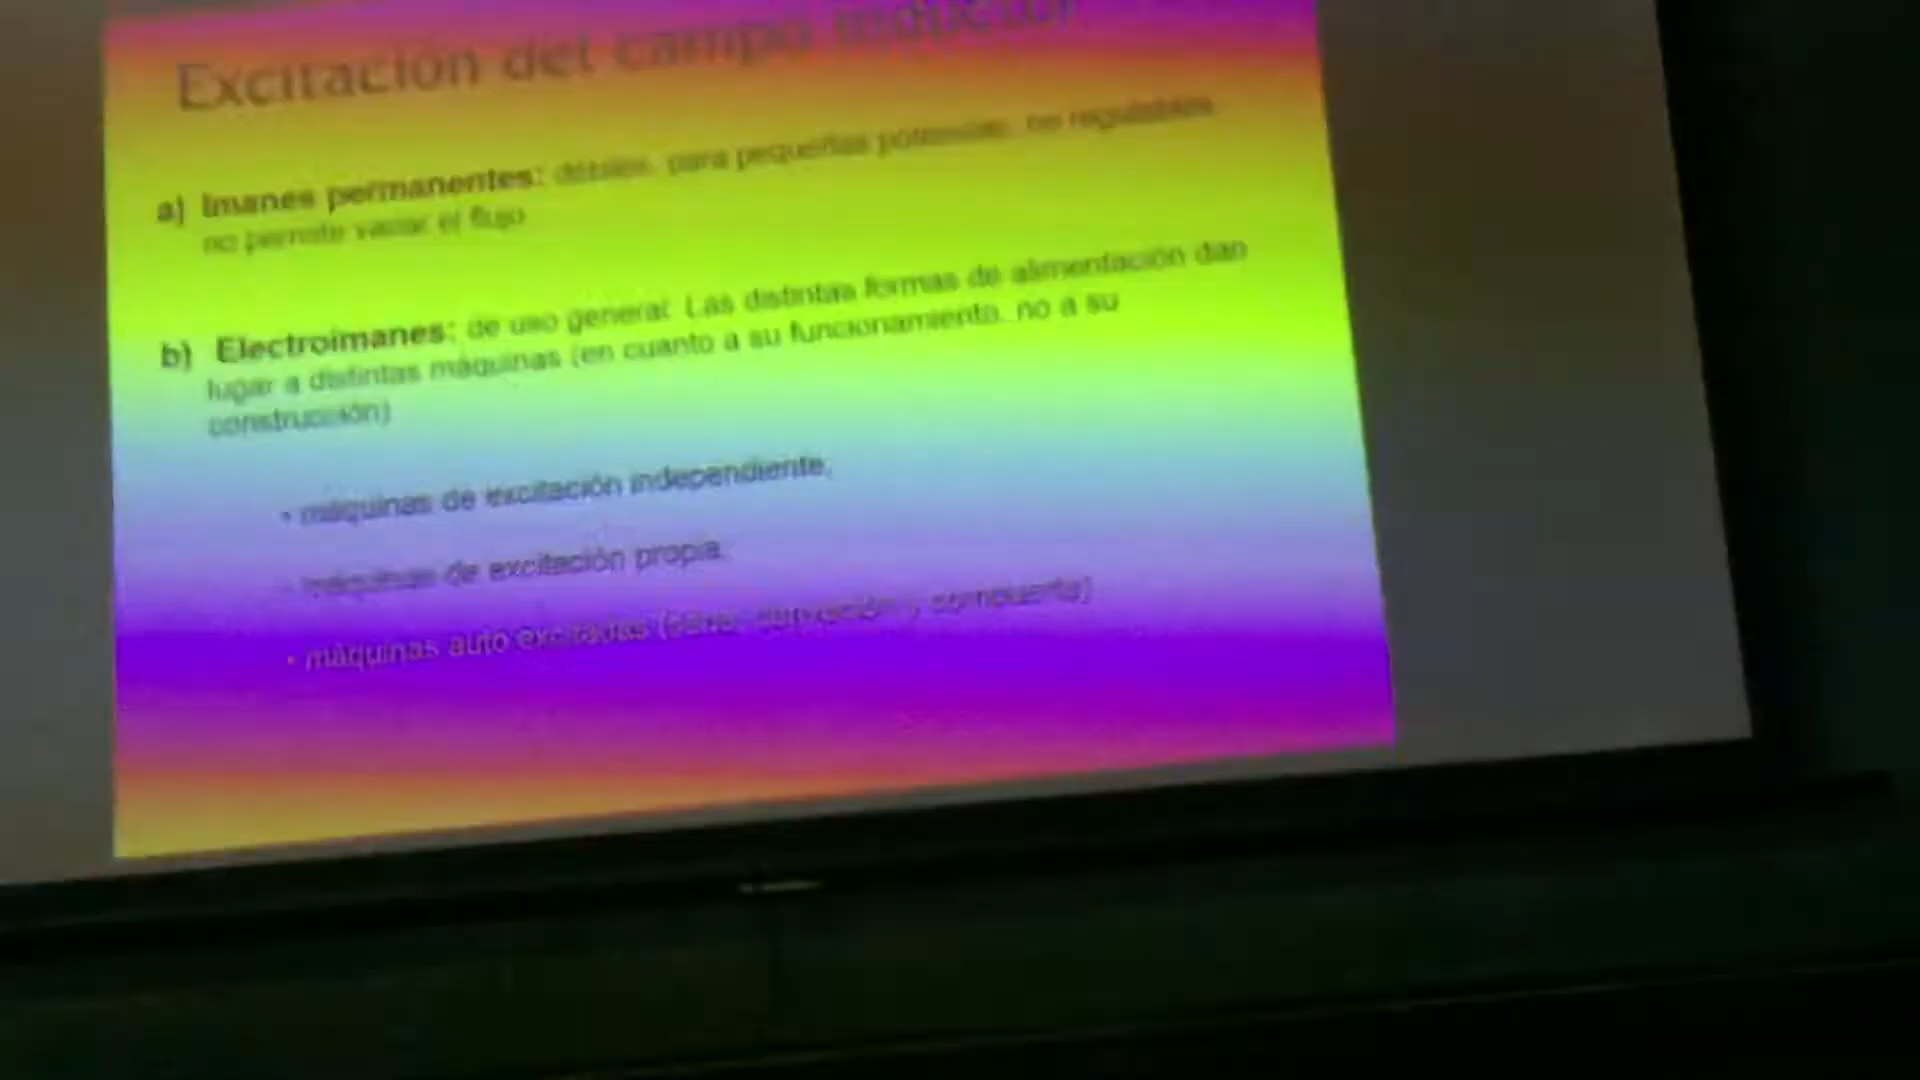 Excitación del campo inductor
a) Imanes permanentes: débiles, para pequeñas potencias, no regulables,
no permite variar el flujo
b) Electroimanes: de uso general. Las distintas formas de alimentación dan
lugar a distintas máquinas (en cuanto a su funcionamiento, no a su
construcción)
• máquinas de excitación independiente,
- máquinas de excitación propia,
• máquinas auto excitadas (serie, derivación y compuesta)